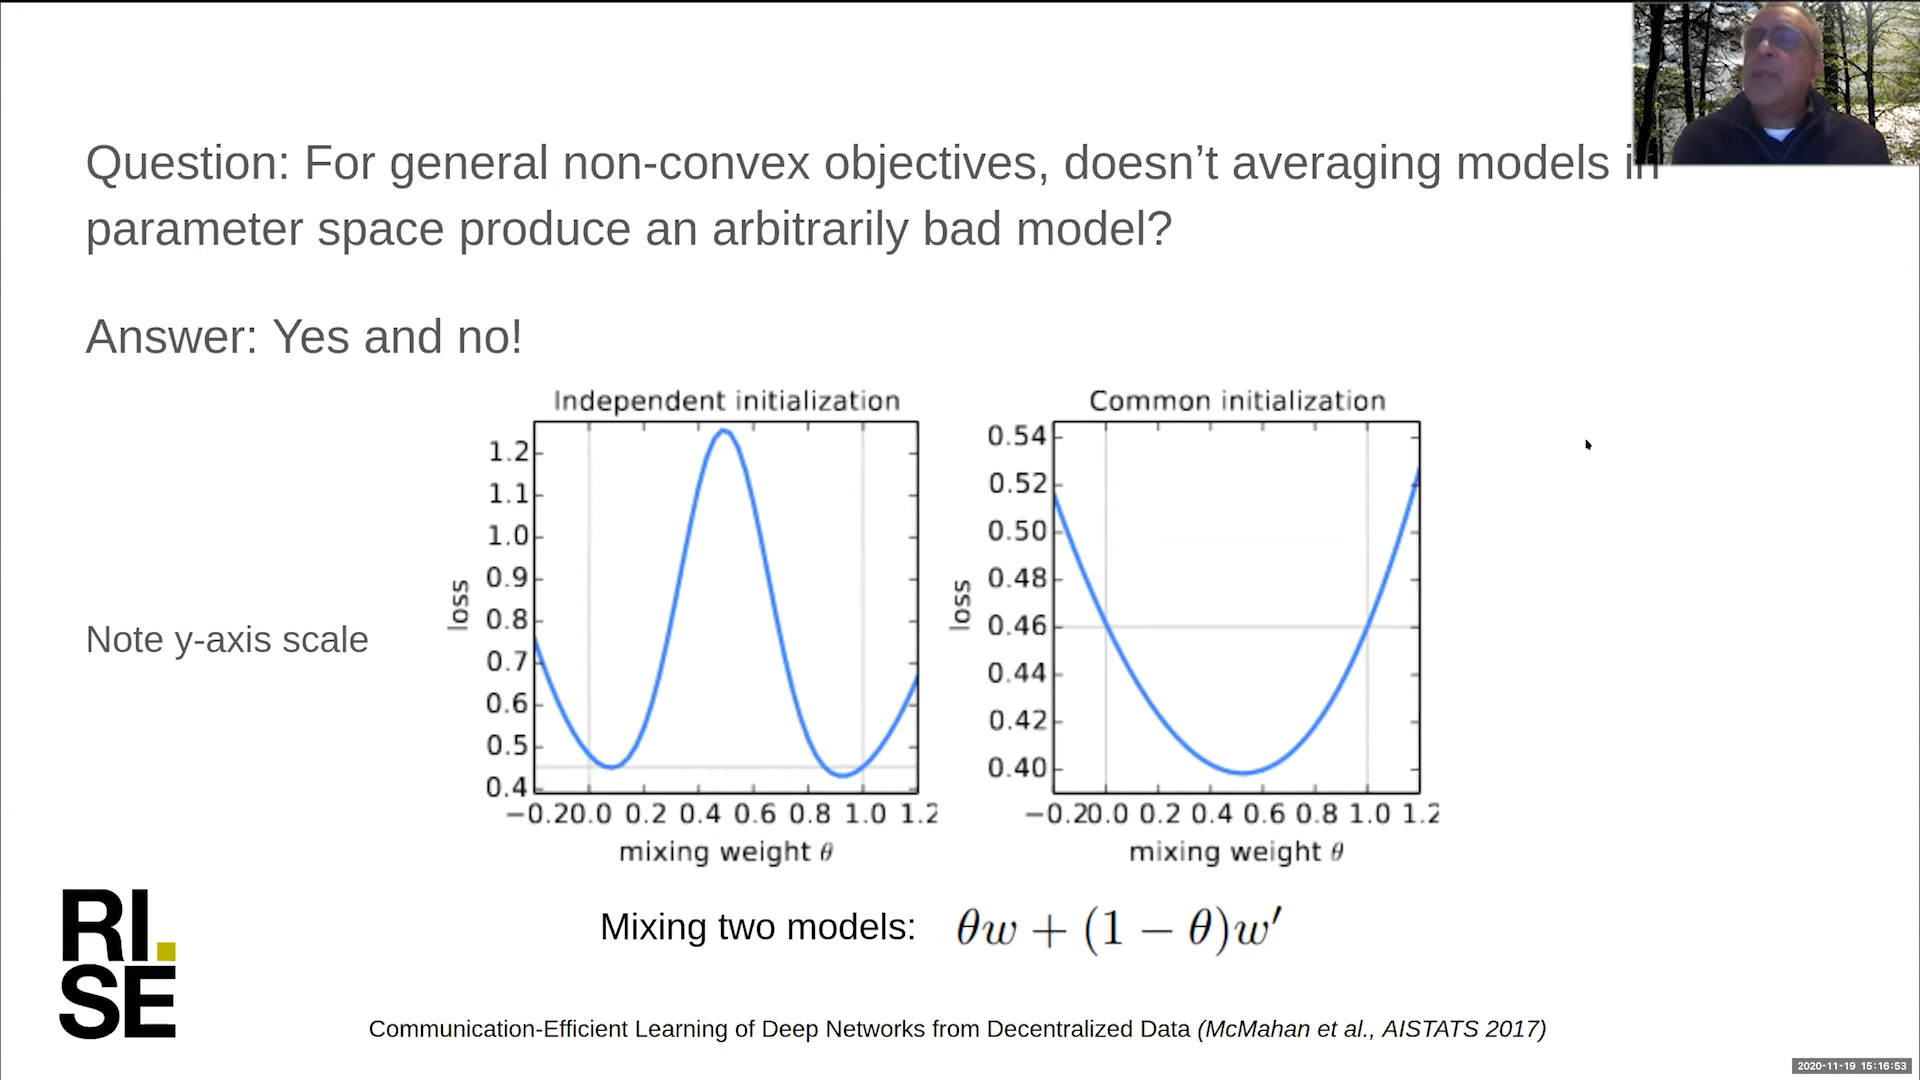 Question: For general non-convex objectives, doesn’t averaging models in
parameter space produce an arbitrarily bad model?
Answer: Yes and no!
Independent initialization
1.2
1.1
1.0
0.9
0.8
0.7
0.6
0.5
0.4
loss
−0.2 0.0 0.2 0.4 0.6 0.8 1.0 1.2
mixing weight θ
Common initialization
0.54
0.52
0.50
0.48
0.46
0.44
0.42
0.40
loss
−0.2 0.0 0.2 0.4 0.6 0.8 1.0 1.2
mixing weight θ
Note y-axis scale
Mixing two models: θw + (1 − θ)w′
RI.
SE
Communication-Efficient Learning of Deep Networks from Decentralized Data (McMahan et al., AISTATS 2017)
2020-11-19 15:16:53